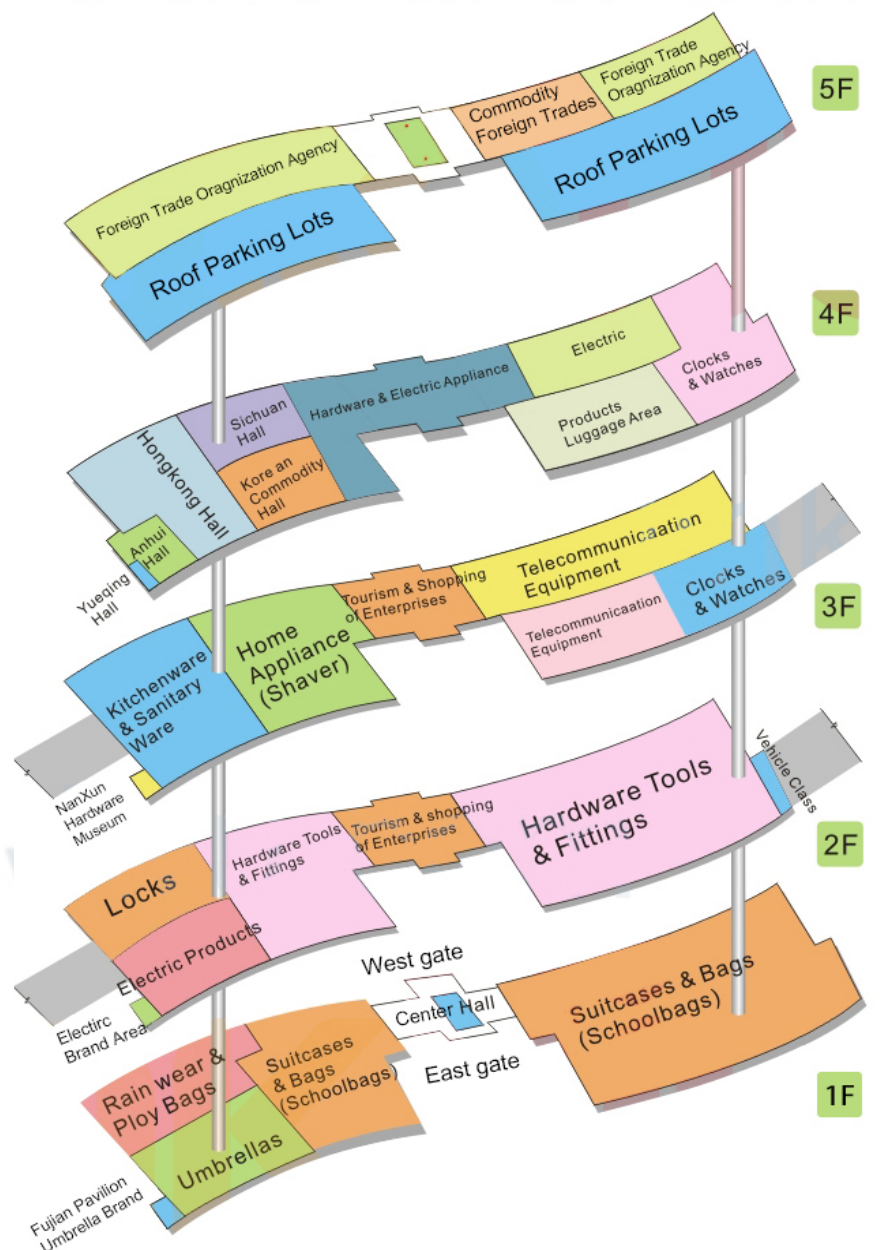 Foreign Trade
Oragnization Agency
5F
Commodity
Foreign Trades
Foreign Trade Oragnization Agency
Roof Parking Lots
Roof Parking Lots
4F
Electric
Clocks
& Watches
Hardware & Electric Appliance
Products
Luggage Area
Sichuan
Hall
Hongkong Hall
Kore an
Commodity
Hall
Anhui
Hall
Yueqing
Hall
3F
Telecommunicaation
Equipment
Clocks
& Watches
Tourism & Shopping
of Enterprises
Telecommunicaation
Equipment
Home
Appliance
(Shaver)
Kitchenware
& Sanitary
Ware
NanXun
Hardware
Museum
2F
Vehicle Class
Hardware Tools
& Fittings
Tourism & shopping
of Enterprises
Hardware Tools
& Fittings
Locks
Electric Products
Electirc
Brand Area
West gate
Center Hall
East gate
1F
Suitcases & Bags
(Schoolbags)
Suitcases
& Bags
(Schoolbags)
Rain wear &
Ploy Bags
Umbrellas
Fujian Pavilion
Umbrella Brand